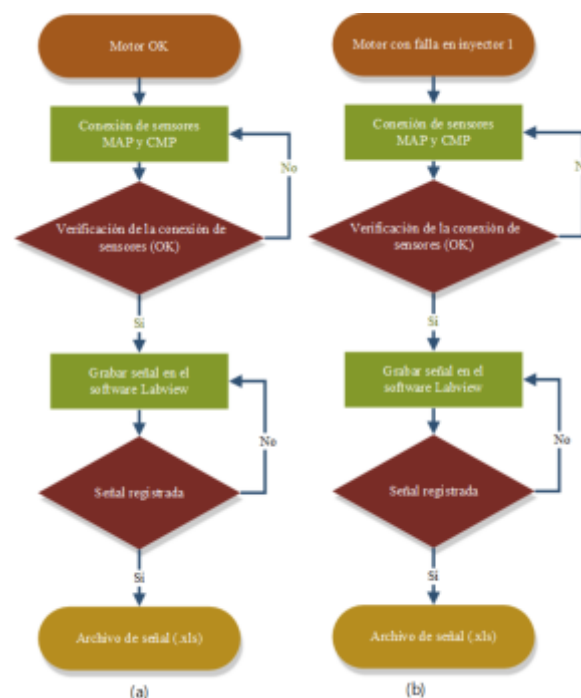 Motor OK
Conexión de sensores
MAP y CMP
No
Verificación de la conexión de
sensores (OK)
Si
Grabar señal en el
software Labview
No
Señal registrada
Si
Archivo de señal (.xls)
(a)
Motor con falla en inyector 1
Conexión de sensores
MAP y CMP
N
Verificación de la conexión de
sensores (OK)
Si
Grabar señal en el
software Labview
No
Señal registrada
Si
Archivo de señal (.xls)
(b)